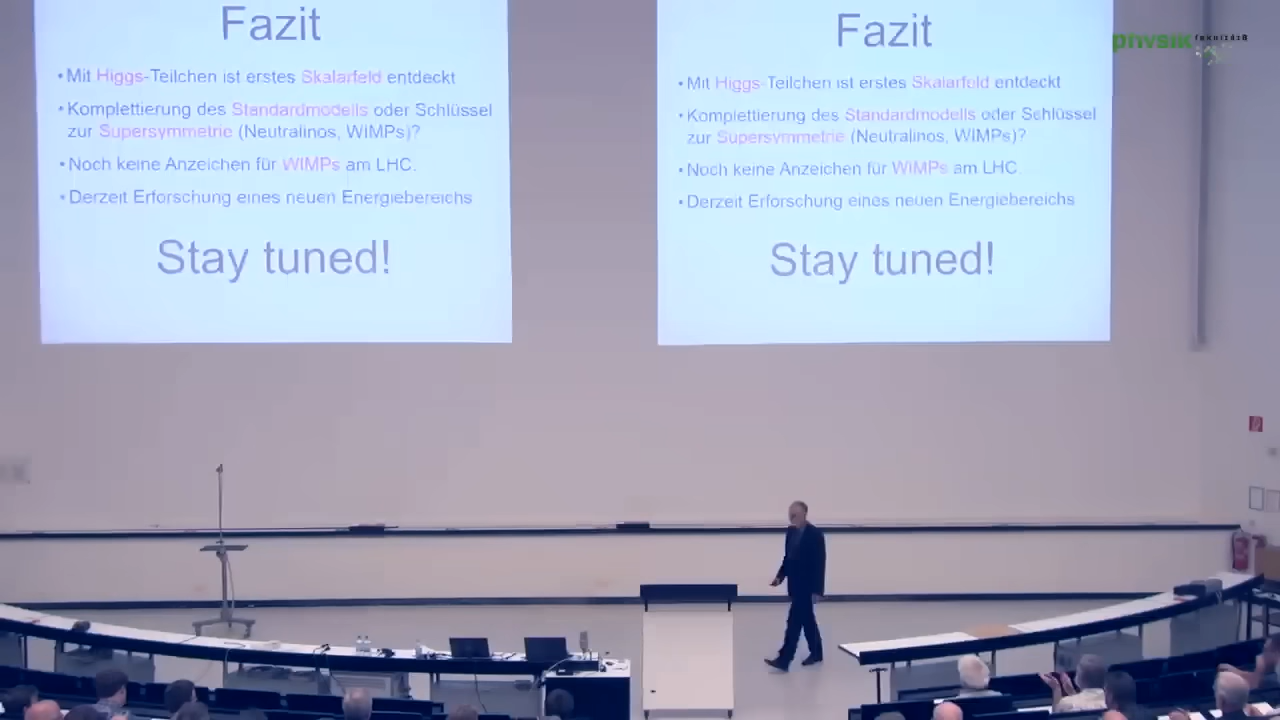 Fazit
•Mit Higgs-Teilchen ist erstes Skalarfeld entdeckt
•Komplettierung des Standardmodells oder Schlüssel
zur Supersymmetrie (Neutralinos, WIMPs)?
•Noch keine Anzeichen für WIMPs am LHC.
•Derzeit Erforschung eines neuen Energiebereichs
Stay tuned!
Fazit
•Mit Higgs-Teilchen ist erstes Skalarfeld entdeckt
•Komplettierung des Standardmodells oder Schlüssel
zur Supersymmetrie (Neutralinos, WIMPs)?
•Noch keine Anzeichen für WIMPs am LHC.
•Derzeit Erforschung eines neuen Energiebereichs
Stay tuned!
physik